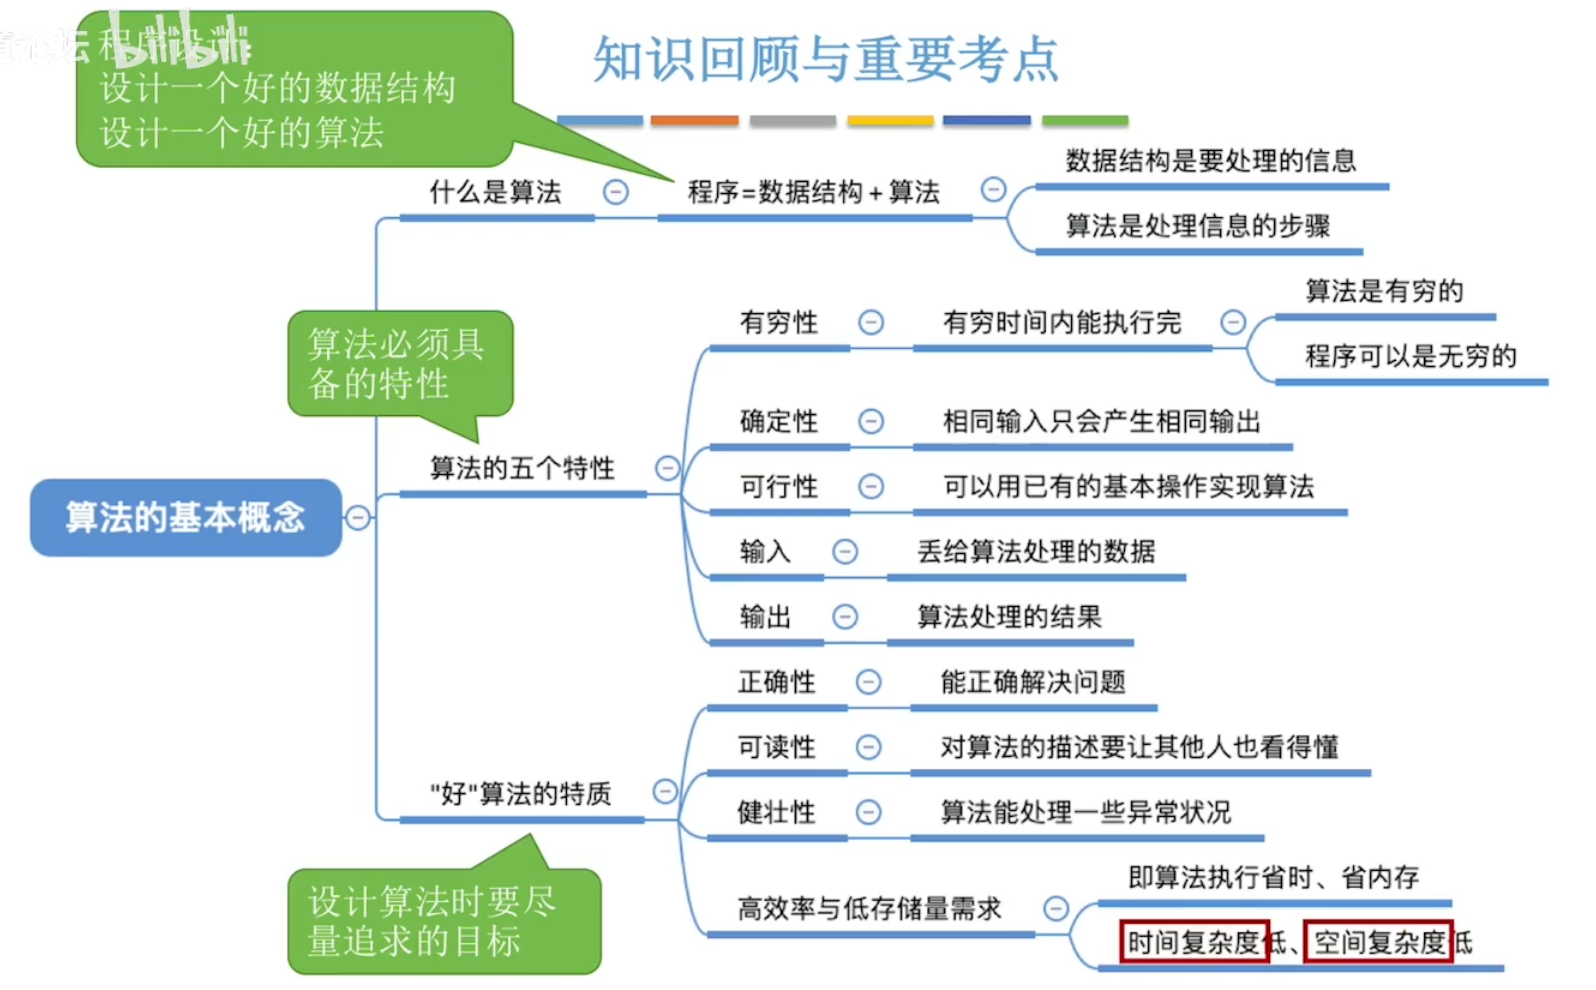 bilibili
程序设计:
设计一个好的数据结构
设计一个好的算法
知识回顾与重要考点
什么是算法
程序=数据结构+算法
数据结构是要处理的信息
算法是处理信息的步骤
算法必须具
备的特性
算法的五个特性
有穷性
有穷时间内能执行完
算法是有穷的
程序可以是无穷的
确定性
相同输入只会产生相同输出
可行性
可以用已有的基本操作实现算法
输入
丢给算法处理的数据
输出
算法处理的结果
算法的基本概念
"好"算法的特质
正确性
能正确解决问题
可读性
对算法的描述要让其他人也看得懂
健壮性
算法能处理一些异常状况
高效率与低存储量需求
即算法执行省时、省内存
时间复杂度低、空间复杂度低
设计算法时要尽
量追求的目标